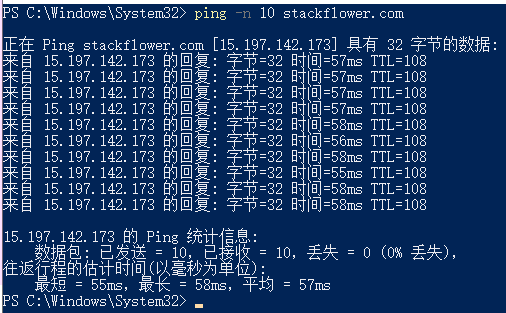 PS C:\Windows\System32> ping -n 10 stackflower.com
正在 Ping stackflower.com [15.197.142.173] 具有 32 字节的数据:
来自 15.197.142.173 的回复: 字节=32 时间=57ms TTL=108
来自 15.197.142.173 的回复: 字节=32 时间=57ms TTL=108
来自 15.197.142.173 的回复: 字节=32 时间=57ms TTL=108
来自 15.197.142.173 的回复: 字节=32 时间=57ms TTL=108
来自 15.197.142.173 的回复: 字节=32 时间=58ms TTL=108
来自 15.197.142.173 的回复: 字节=32 时间=56ms TTL=108
来自 15.197.142.173 的回复: 字节=32 时间=58ms TTL=108
来自 15.197.142.173 的回复: 字节=32 时间=55ms TTL=108
来自 15.197.142.173 的回复: 字节=32 时间=58ms TTL=108
来自 15.197.142.173 的回复: 字节=32 时间=58ms TTL=108
15.197.142.173 的 Ping 统计信息:
数据包: 已发送 = 10，已接收 = 10，丢失 = 0 (0% 丢失)，
往返行程的估计时间(以毫秒为单位):
最短 = 55ms，最长 = 58ms，平均 = 57ms
PS C:\Windows\System32>